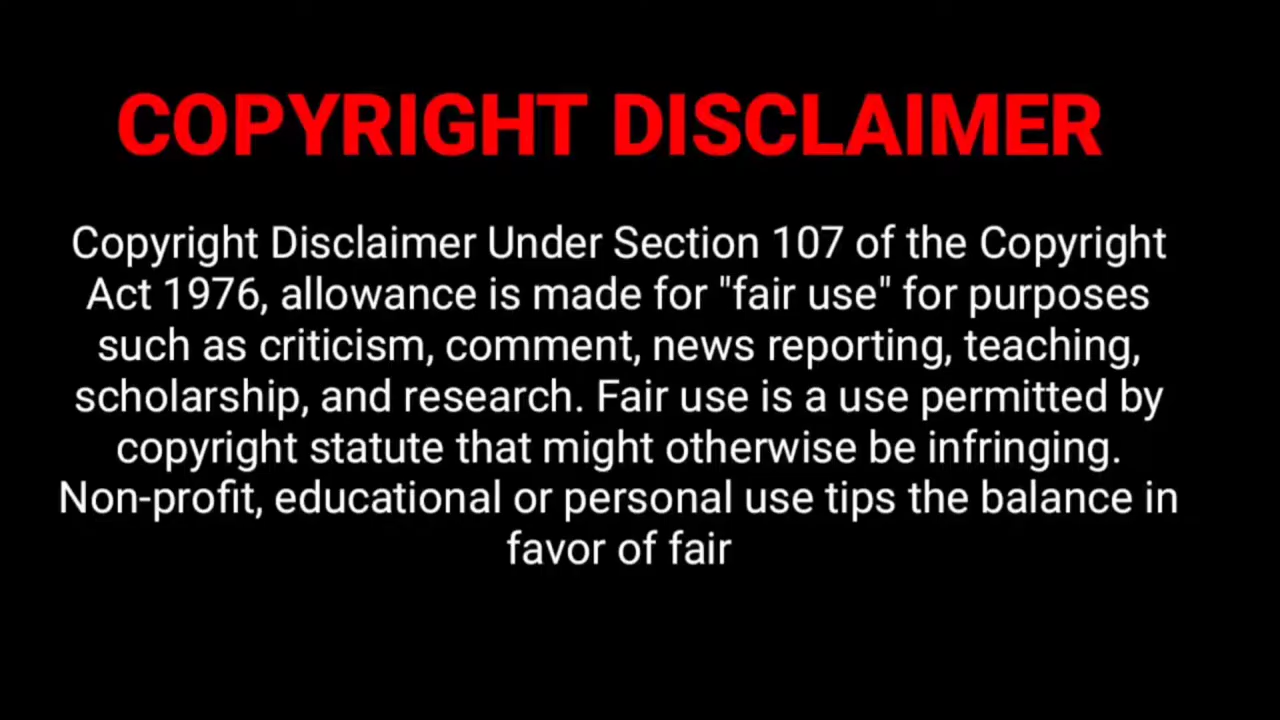 COPYRIGHT DISCLAIMER
Copyright Disclaimer Under Section 107 of the Copyright
Act 1976, allowance is made for "fair use" for purposes
such as criticism, comment, news reporting, teaching,
scholarship, and research. Fair use is a use permitted by
copyright statute that might otherwise be infringing.
Non-profit, educational or personal use tips the balance in
favor of fair